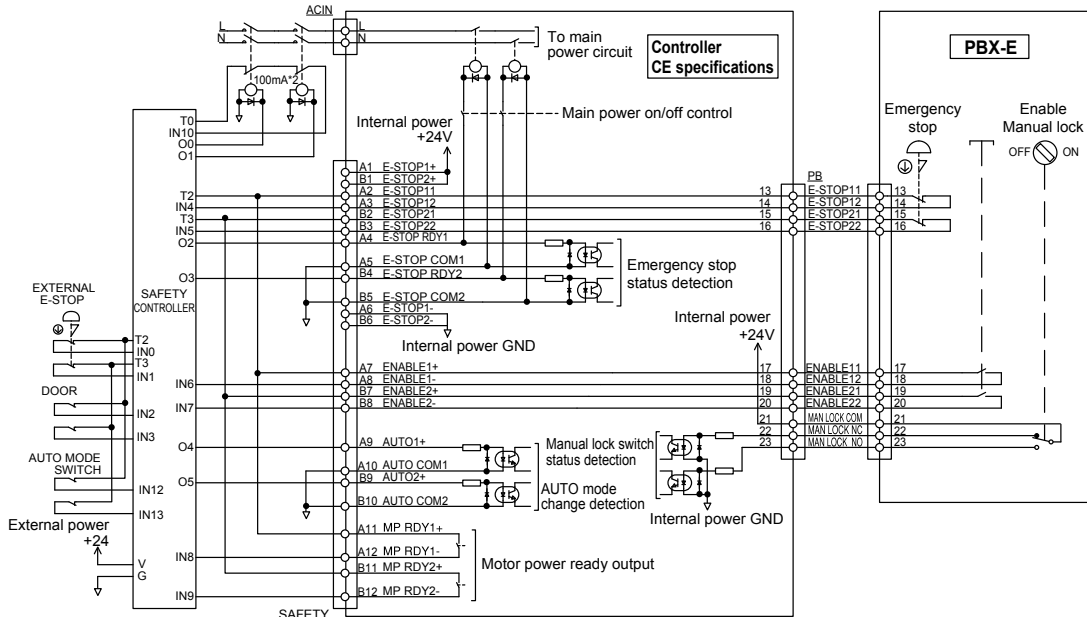 ACIN
L
N
L
N
To main
power circuit
Controller
CE specifications
PBX-E
100mA*2
T0
IN10
O0
O1
Main power on/off control
Internal power
+24V
Emergency
stop
Enable
Manual lock
OFF
ON
A1 E-STOP1+
B1 E-STOP2+
A2 E-STOP11
A3 E-STOP12
B2 E-STOP21
B3 E-STOP22
A4 E-STOP RDY1
A5 E-STOP COM1
B4 E-STOP RDY2
B5 E-STOP COM2
A6 E-STOP1-
B6 E-STOP2-
T2
IN4
T3
IN5
O2
O3
PB
13 E-STOP11 13
14 E-STOP12 14
15 E-STOP21 15
16 E-STOP22 16
Emergency stop
status detection
EXTERNAL
E-STOP
SAFETY
CONTROLLER
T2
IN0
T3
IN1
DOOR
IN2
IN3
AUTO MODE
SWITCH
IN12
IN13
External power
+24
V
G
Internal power GND
Internal power
+24V
IN6
IN7
O4
O5
IN8
IN9
A7 ENABLE1+
A8 ENABLE1-
B7 ENABLE2+
B8 ENABLE2-
17 ENABLE11 17
18 ENABLE12 18
19 ENABLE21 19
20 ENABLE22 20
21 MAN LOCK COM 21
22 MAN LOCK NC 22
23 MAN LOCK NO 23
A9 AUTO1+
A10 AUTO COM1
B9 AUTO2+
B10 AUTO COM2
Manual lock switch
status detection
AUTO mode
change detection
Internal power GND
A11 MP RDY1+
A12 MP RDY1-
B11 MP RDY2+
B12 MP RDY2-
Motor power ready output
SAFETY